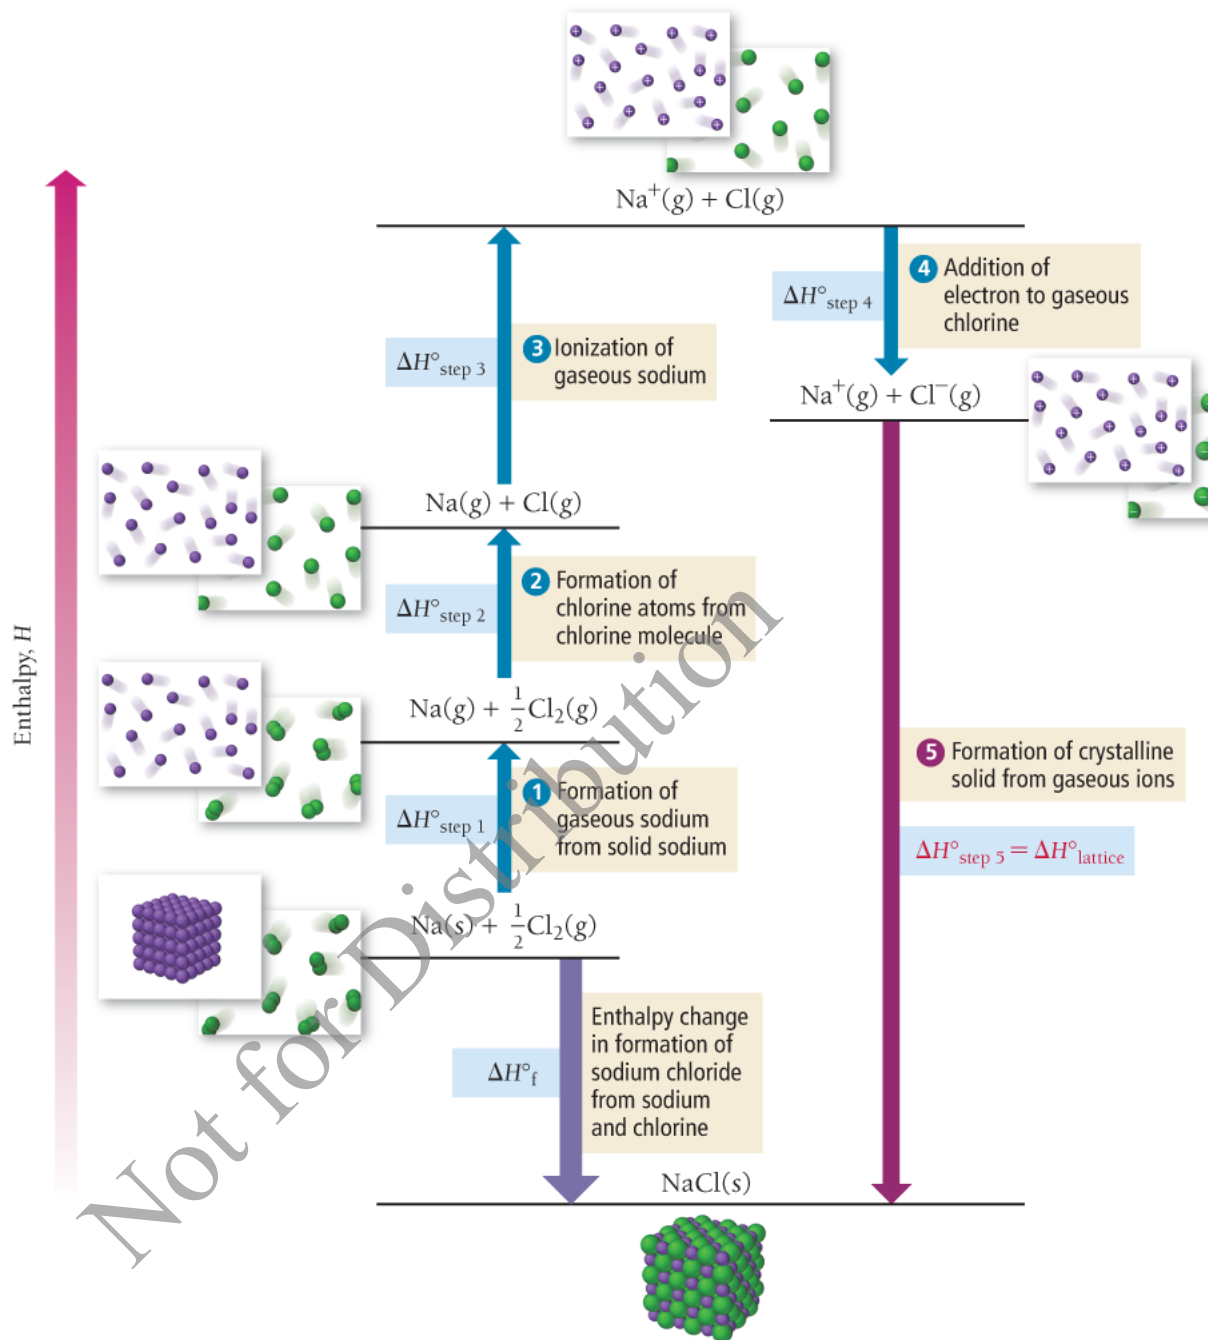 Na⁺(g) + Cl(g)
4 Addition of
electron to gaseous
chlorine
ΔH°step 4
3 Ionization of
gaseous sodium
ΔH°step 3
Na⁺(g) + Cl⁻(g)
Na(g) + Cl(g)
2 Formation of
chlorine atoms from
chlorine molecule
ΔH°step 2
Enthalpy, H
Na(g) + 1/2 Cl₂(g)
1 Formation of
gaseous sodium
from solid sodium
ΔH°step 1
5 Formation of crystalline
solid from gaseous ions
ΔH°step 5 = ΔH°lattice
Na(s) + 1/2 Cl₂(g)
Enthalpy change
in formation of
sodium chloride
from sodium
and chlorine
ΔH°f
NaCl(s)
Not for Distribution